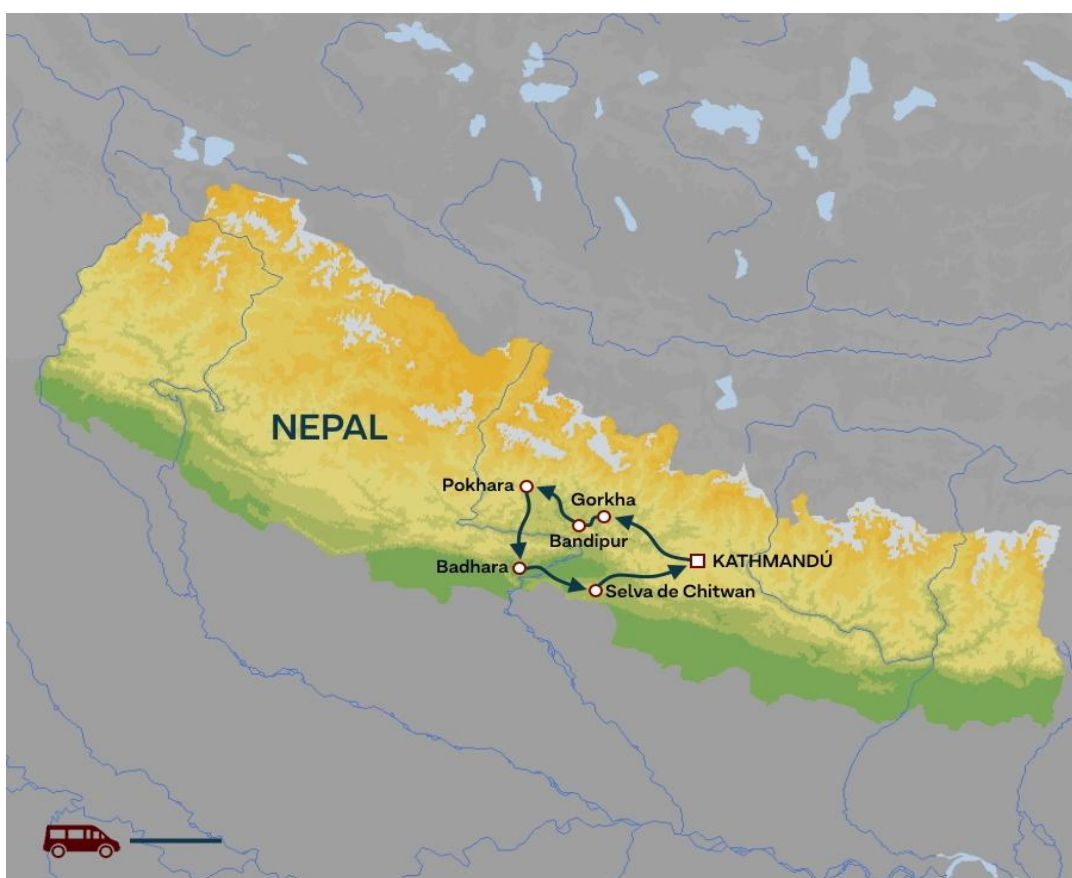 NEPAL
Pokhara
Gorkha
Bandipur
KATHMANDÚ
Badhara
Selva de Chitwan